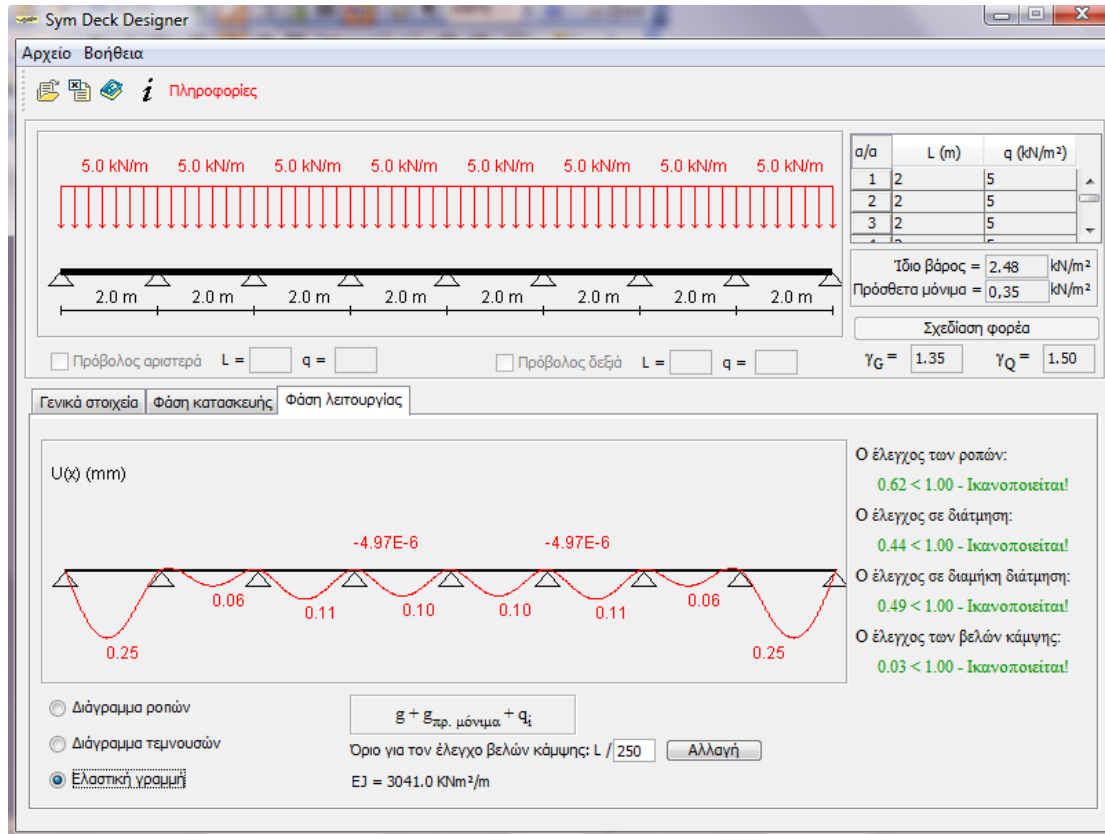 Sym Deck Designer
Αρχείο Βοήθεια
i Πληροφορίες
5.0 kN/m 5.0 kN/m 5.0 kN/m 5.0 kN/m 5.0 kN/m 5.0 kN/m 5.0 kN/m 5.0 kN/m
2.0 m 2.0 m 2.0 m 2.0 m 2.0 m 2.0 m 2.0 m 2.0 m
α/α L (m) q (kN/m²)
1 2 5
2 2 5
3 2 5
Ίδιο βάρος = 2.48 kN/m²
Πρόσθετα μόνιμα = 0,35 kN/m²
Σχεδίαση φορέα
Πρόβολος αριστερά L = q =
Πρόβολος δεξιά L = q =
γG = 1.35 γQ = 1.50
Γενικά στοιχεία Φάση κατασκευής Φάση λειτουργίας
U(x) (mm)
-4.97E-6 -4.97E-6
0.25 0.06 0.11 0.10 0.10 0.11 0.06 0.25
Ο έλεγχος των ροπών:
0.62 < 1.00 - Ικανοποιείται!
Ο έλεγχος σε διάτμηση:
0.44 < 1.00 - Ικανοποιείται!
Ο έλεγχος σε διαμήκη διάτμηση:
0.49 < 1.00 - Ικανοποιείται!
Ο έλεγχος των βελών κάμψης:
0.03 < 1.00 - Ικανοποιείται!
Διάγραμμα ροπών
Διάγραμμα τεμνουσών
Ελαστική γραμμή
g + gπρ. μόνιμα + qi
Όριο για τον έλεγχο βελών κάμψης: L / 250 Αλλαγή
EJ = 3041.0 KNm²/m